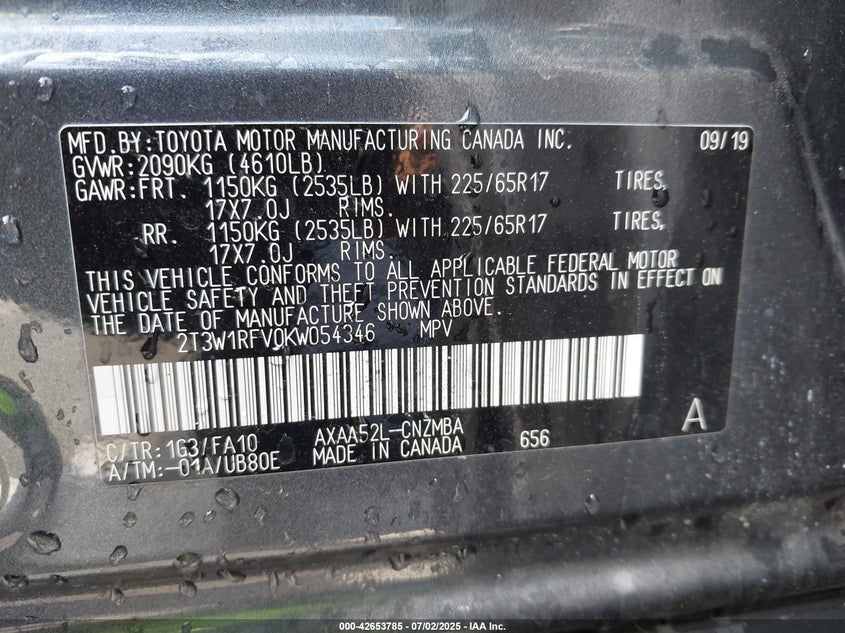 MFD.BY:TOYOTA MOTOR MANUFACTURING CANADA INC. 09/19
GVWR:2090KG (4610LB)
GAWR:FRT. 1150KG (2535LB) WITH 225/65R17 TIRES,
17X7.0J RIMS.
RR. 1150KG (2535LB) WITH 225/65R17 TIRES,
17X7.0J RIMS.
THIS VEHICLE CONFORMS TO ALL APPLICABLE FEDERAL MOTOR
VEHICLE SAFETY AND THEFT PREVENTION STANDARDS IN EFFECT ON
THE DATE OF MANUFACTURE SHOWN ABOVE.
2T3W1RFV0KW054346 MPV
C/TR:1G3/FA10 AXAA52L-CNZMBA 656 A
A/TM:-01A/UB80E MADE IN CANADA
000-42653785 - 07/02/2025 - IAA Inc.